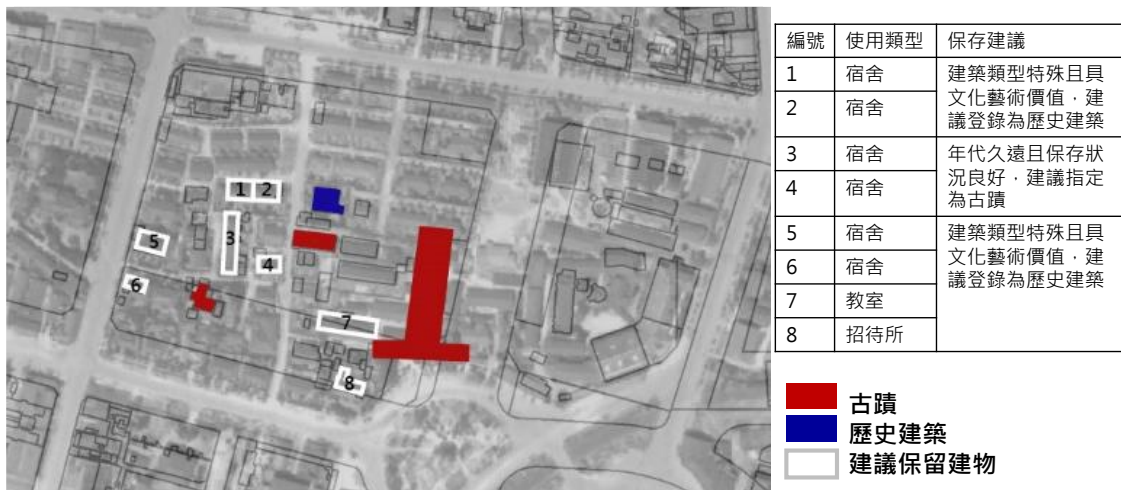 編號 使用類型 保存建議
1 宿舍 建築類型特殊且具
2 宿舍 文化藝術價值，建
議登錄為歷史建築
3 宿舍 年代久遠且保存狀
4 宿舍 況良好，建議指定
為古蹟
5 宿舍 建築類型特殊且具
6 宿舍 文化藝術價值，建
議登錄為歷史建築
7 教室
8 招待所
1 2
3
5
4
6
7
8
古蹟
歷史建築
建議保留建物